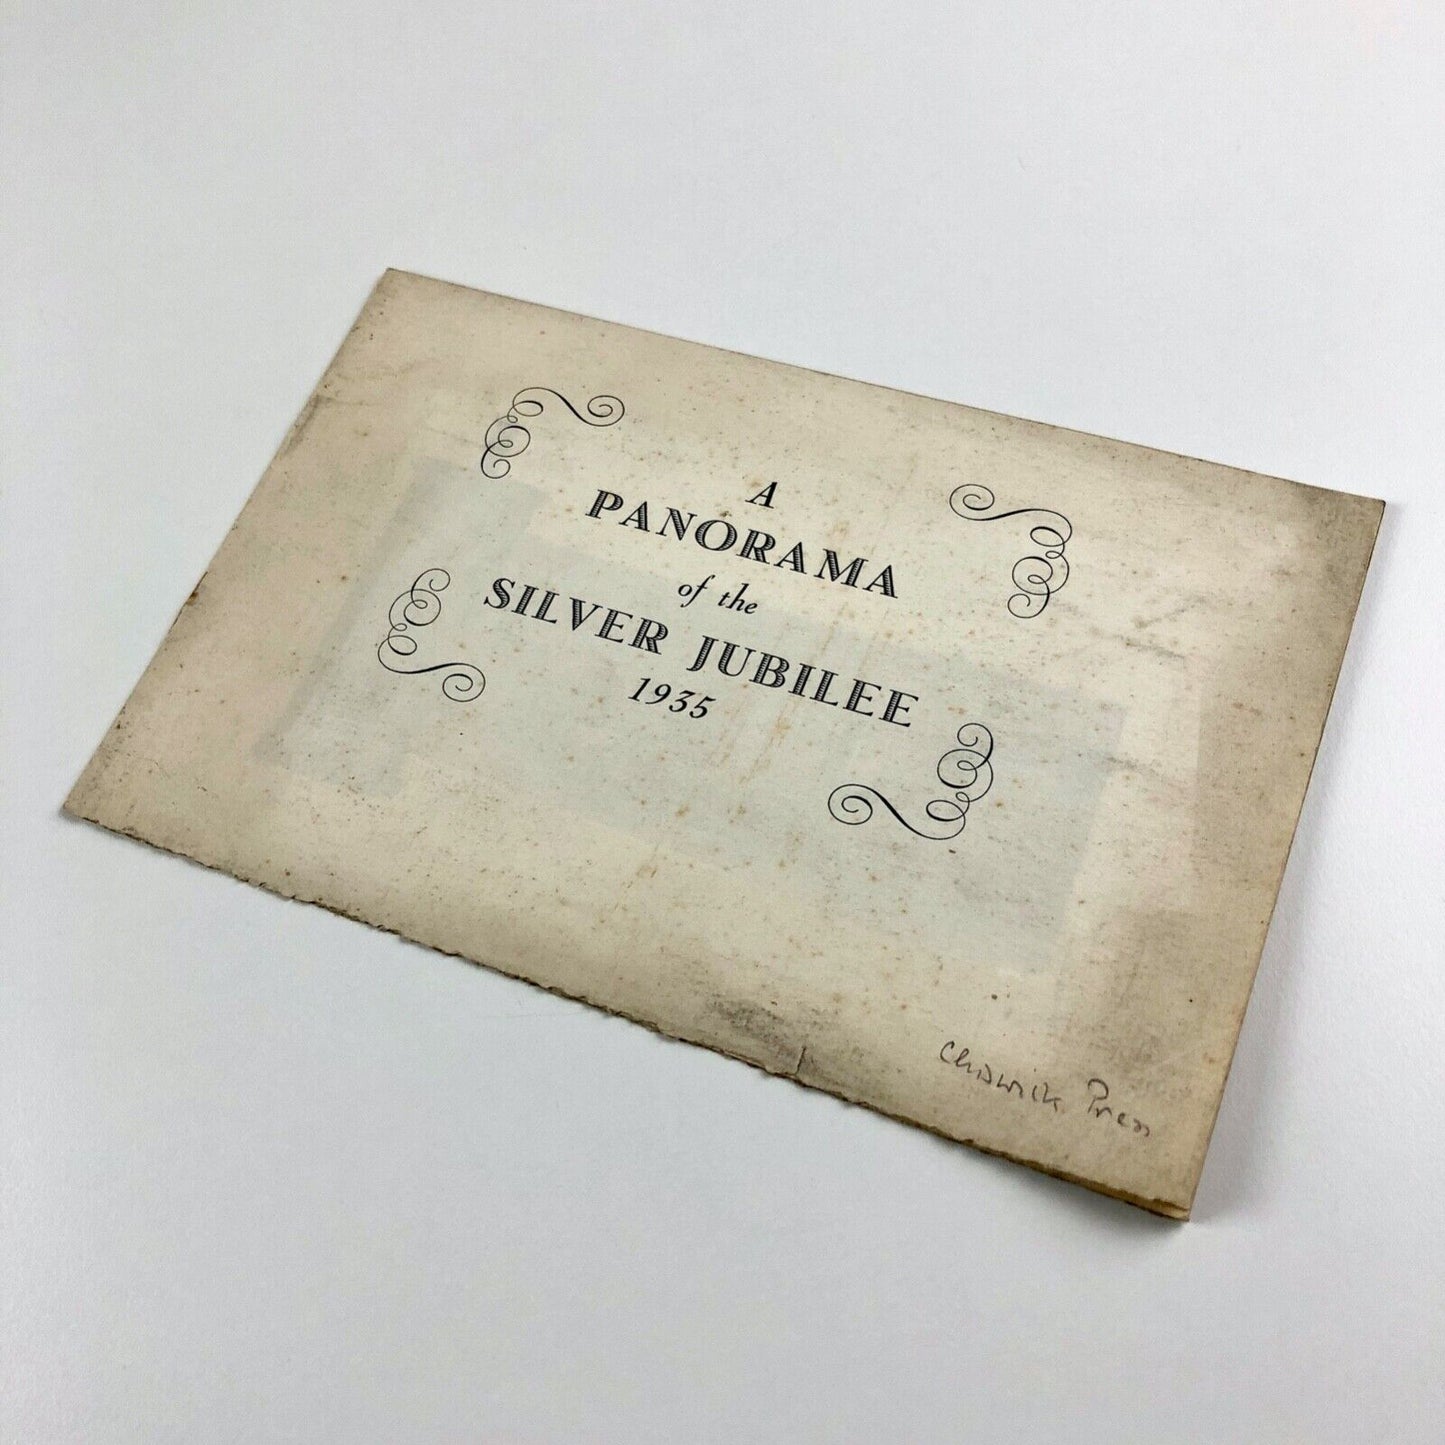 A
PANORAMA
of the
SILVER JUBILEE
1935
Chiswick Press